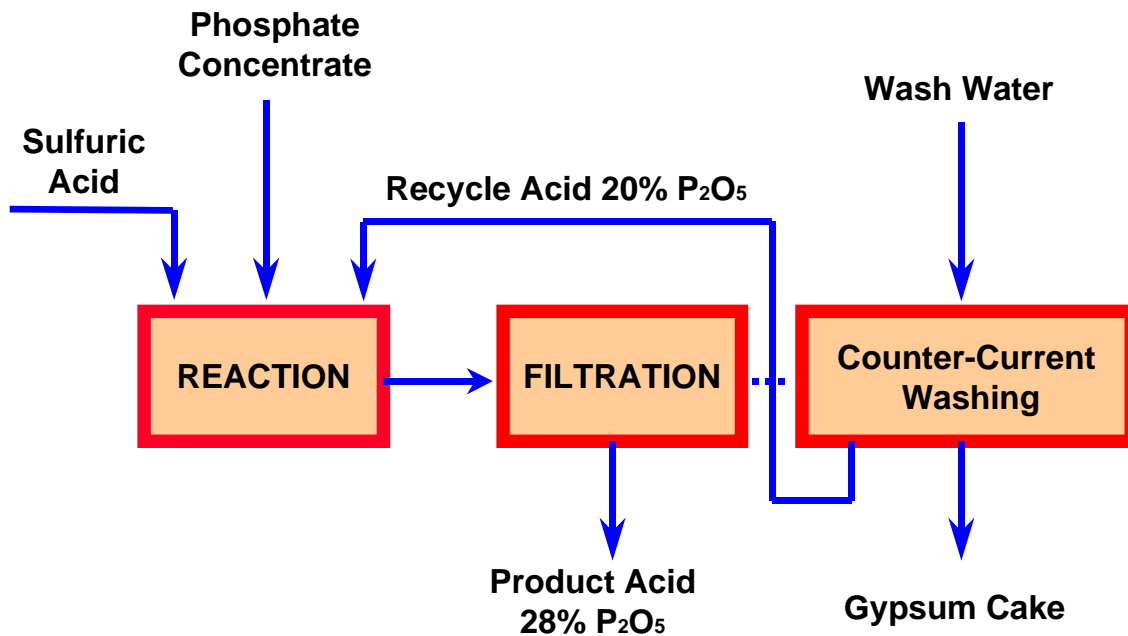 Phosphate
Concentrate
Wash Water
Sulfuric
Acid
Recycle Acid 20% P₂O₅
REACTION
FILTRATION
Counter-Current
Washing
Product Acid
28% P₂O₅
Gypsum Cake